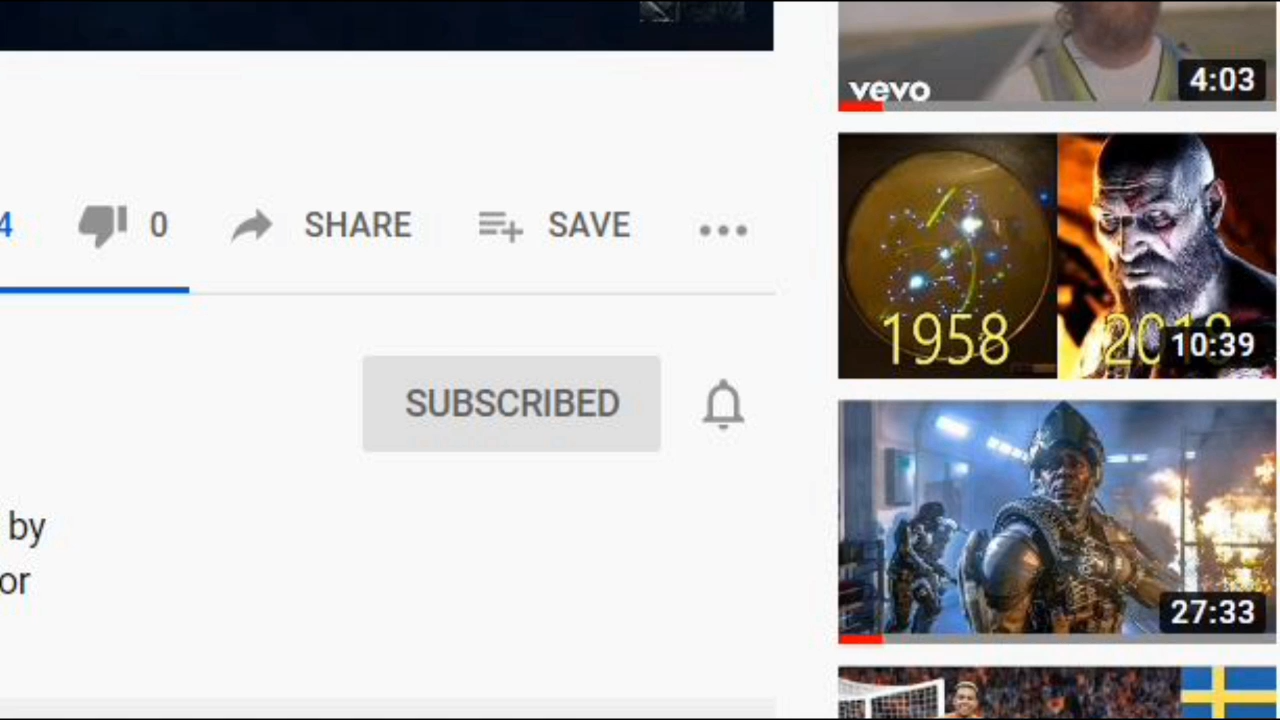 vevo
4:03
4
0
SHARE
SAVE
1958
10:39
SUBSCRIBED
by
or
27:33